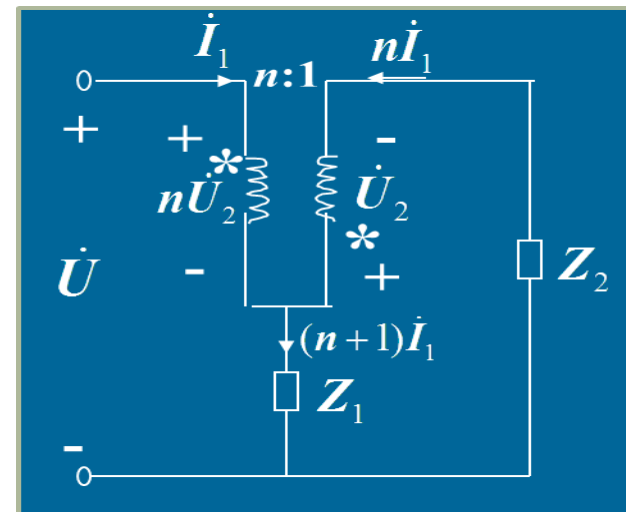 İ₁ n:1 nİ₁
+ + * -
nU̇₂ U̇₂
* 
U̇ - + Z₂
(n+1)İ₁
Z₁
-